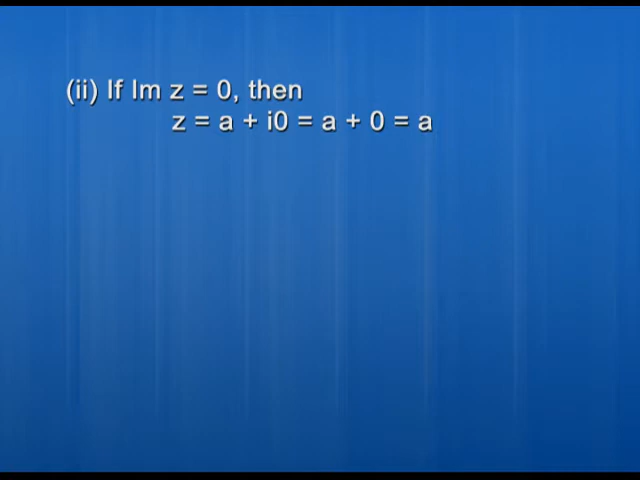 (ii) If Im z = 0, then
z = a + i0 = a + 0 = a